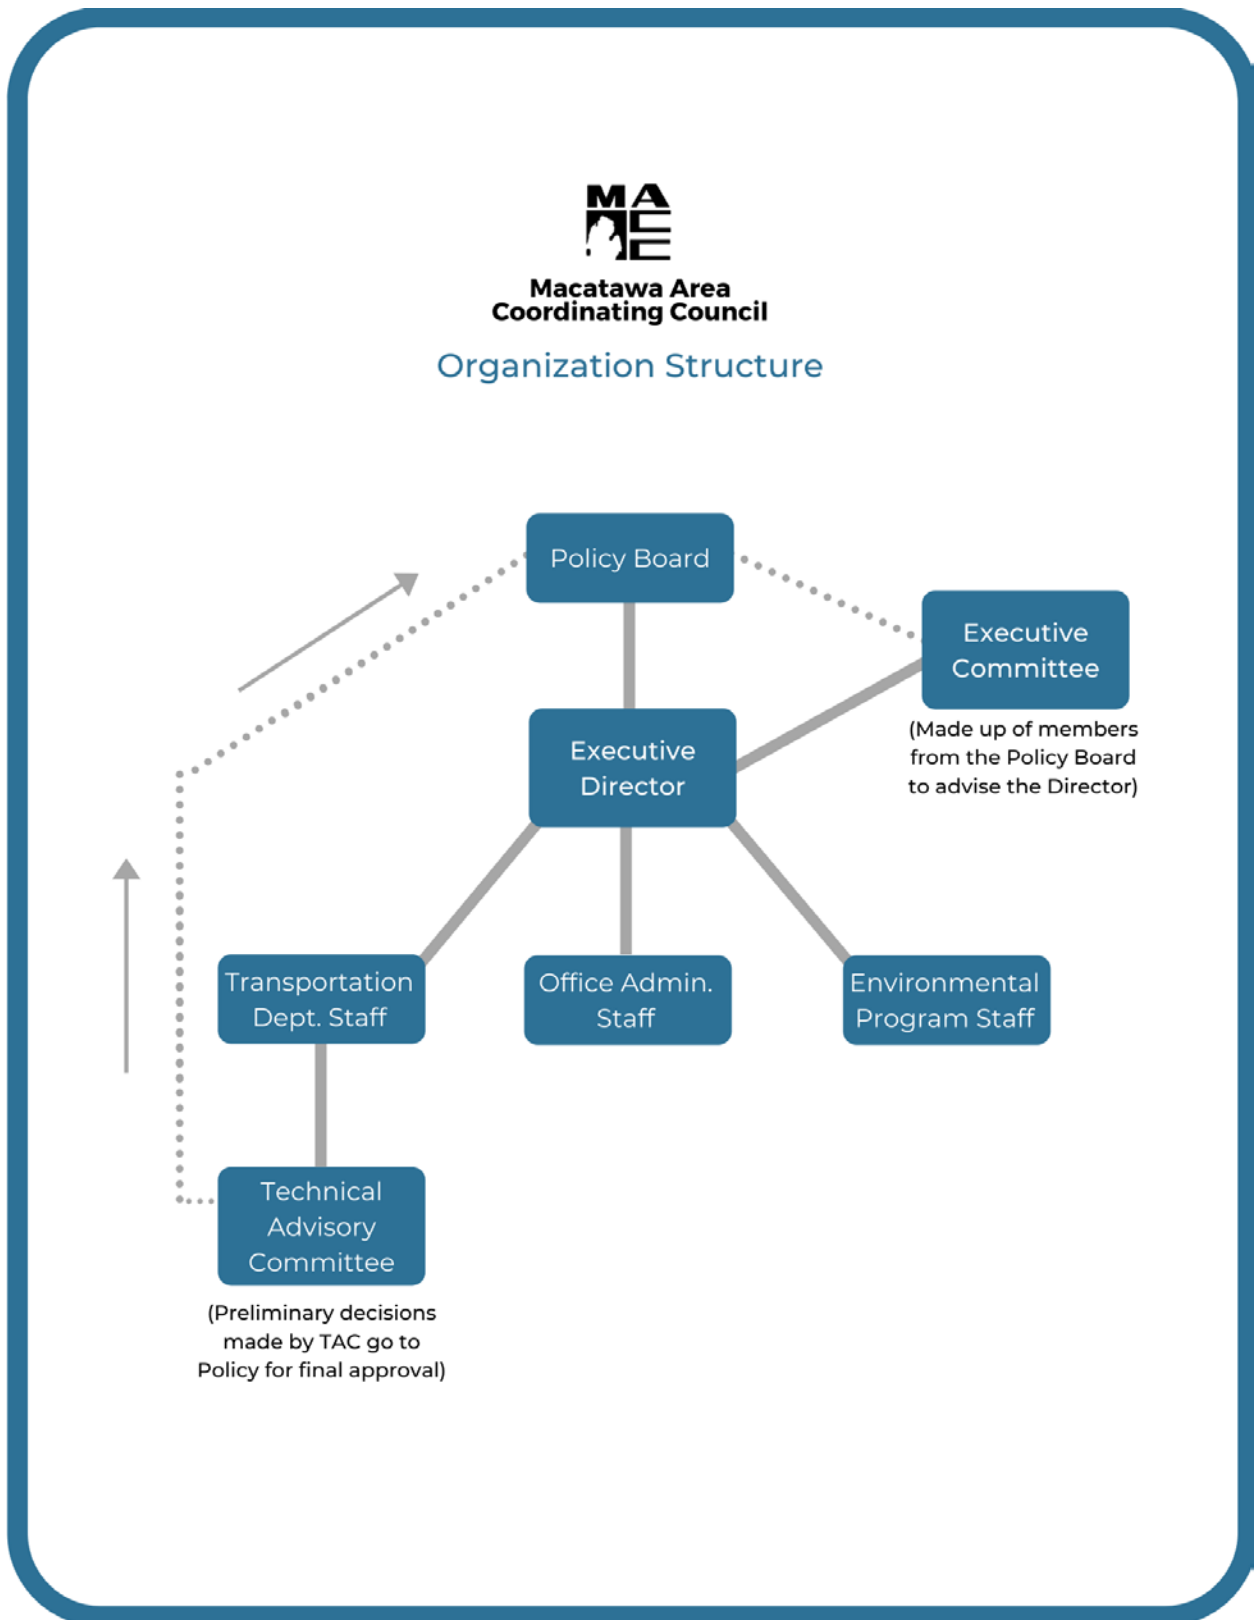 MA
CC
Macatawa Area
Coordinating Council
Organization Structure
Policy Board
Executive
Committee
(Made up of members
from the Policy Board
to advise the Director)
Executive
Director
Transportation
Dept. Staff
Office Admin.
Staff
Environmental
Program Staff
Technical
Advisory
Committee
(Preliminary decisions
made by TAC go to
Policy for final approval)